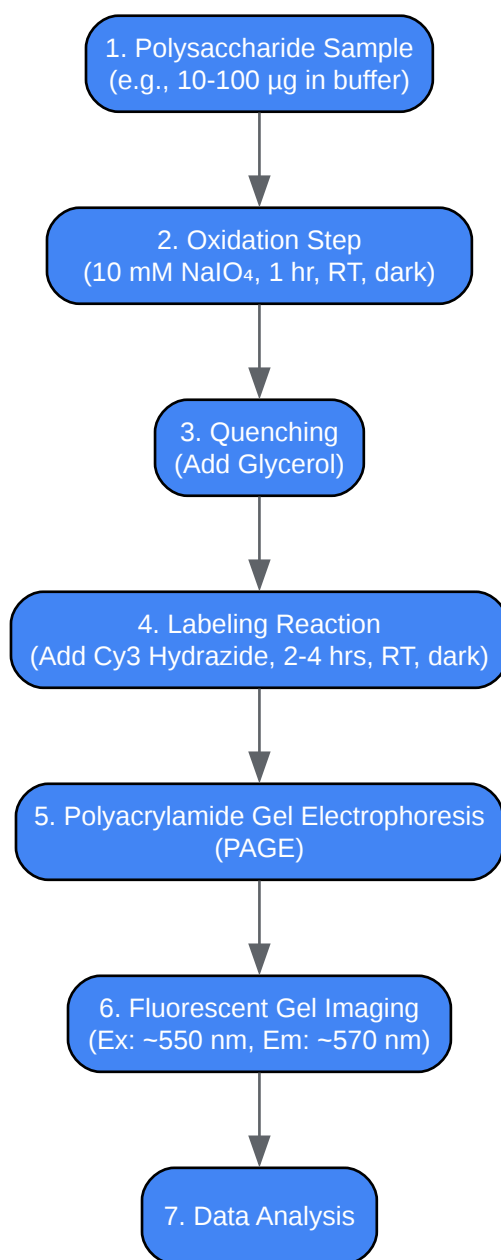 1. Polysaccharide Sample
(e.g., 10-100 µg in buffer)
2. Oxidation Step
(10 mM NaIO₄, 1 hr, RT, dark)
3. Quenching
(Add Glycerol)
4. Labeling Reaction
(Add Cy3 Hydrazide, 2-4 hrs, RT, dark)
5. Polyacrylamide Gel Electrophoresis
(PAGE)
6. Fluorescent Gel Imaging
(Ex: ~550 nm, Em: ~570 nm)
7. Data Analysis